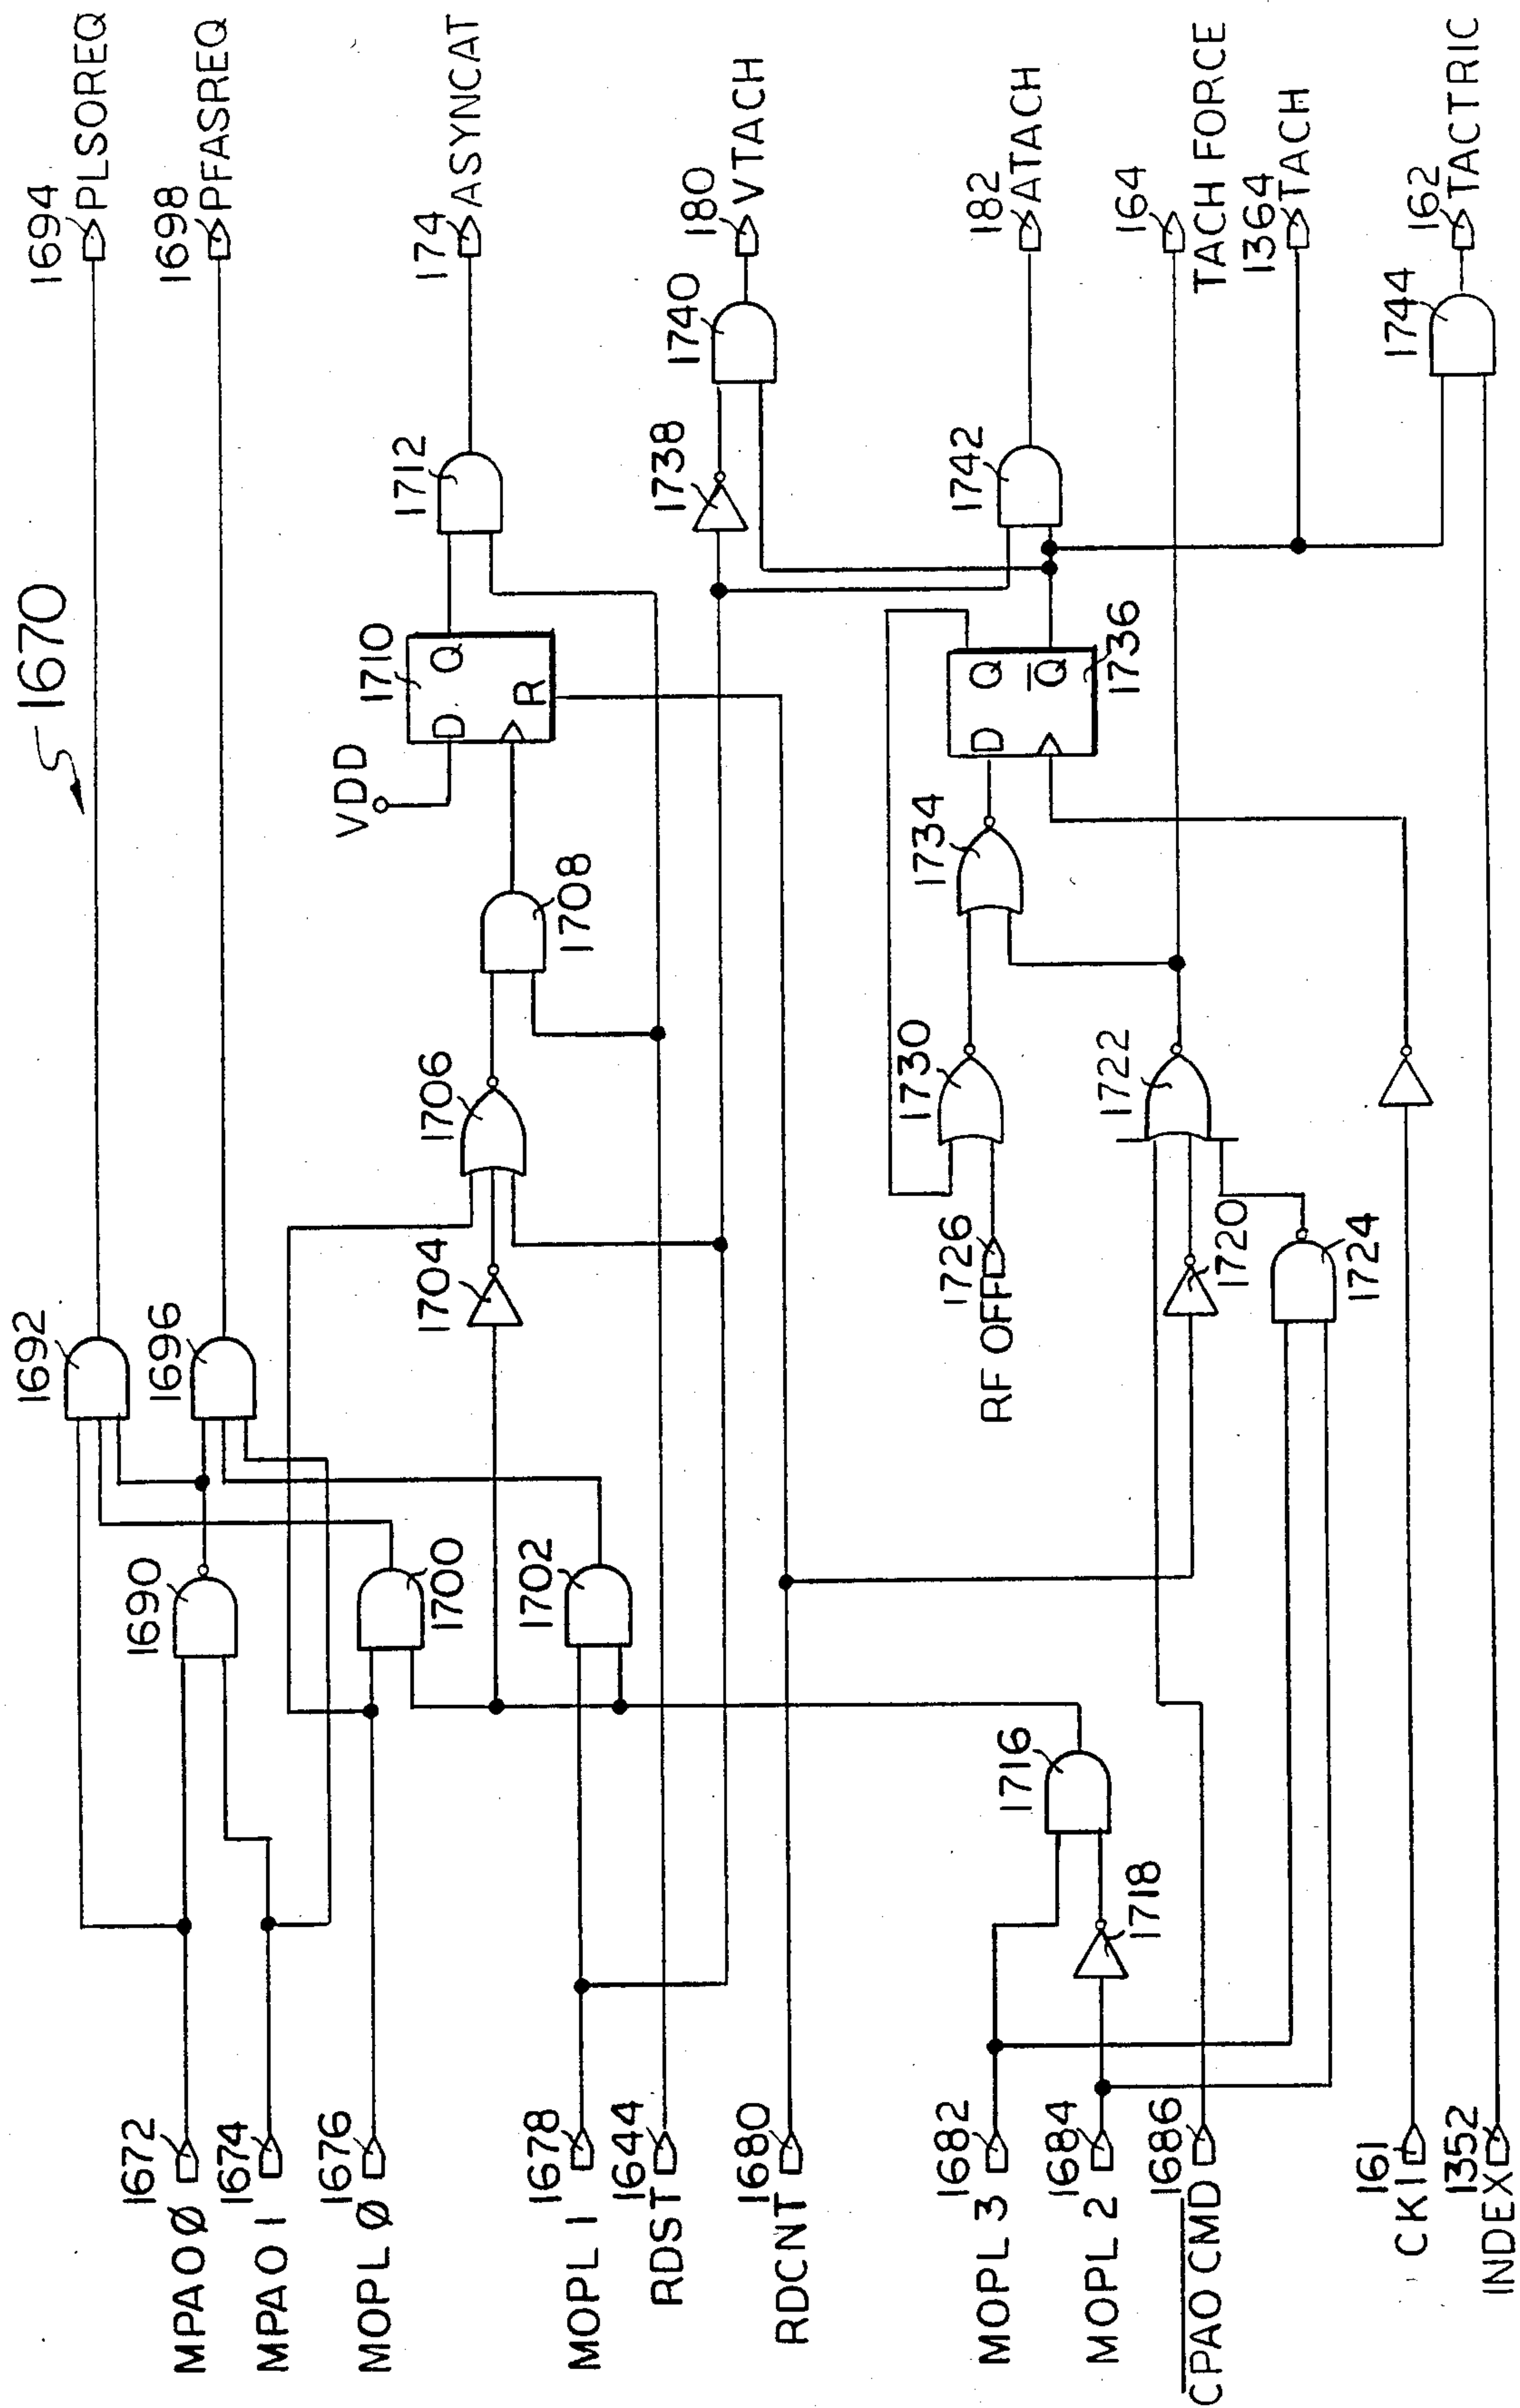 1670
1672
MPAO Ø
1674
MPAO 1
1676
MOPL Ø
1678
MOPL 1
1644
RDST
1680
RDCNT
1682
MOPL 3
1684
MOPL 2
1686
CPAO CMD
161
CK1
1352
INDEX
1690
1692
1696
1700
1702
1704
1706
1708
VDD
1710
D
Q
R
1712
1716
1718
1720
1722
1724
1726
RF OFF
1730
1734
D
Q
Q
1736
1738
1740
1742
1744
1694
PLSOREQ
1698
PFASREQ
174
ASYNCAT
180
VTACH
182
ATACH
164
TACH FORCE
1364
TACH
162
TACTRIC